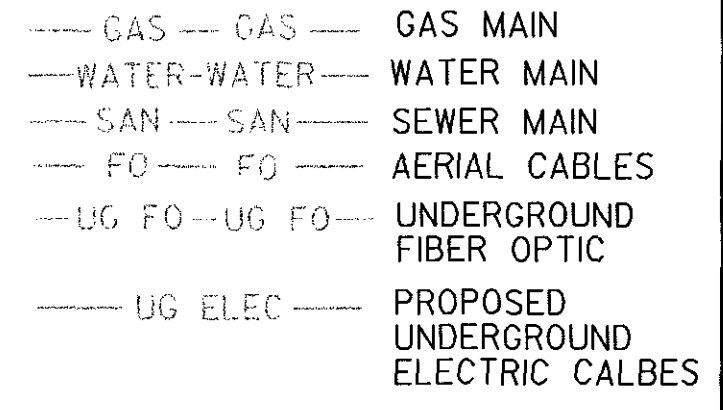 GAS GAS GAS MAIN
WATER-WATER WATER MAIN
SAN SAN SEWER MAIN
FO FO AERIAL CABLES
UG FO UG FO UNDERGROUND
FIBER OPTIC
UG ELEC PROPOSED
UNDERGROUND
ELECTRIC CALBES